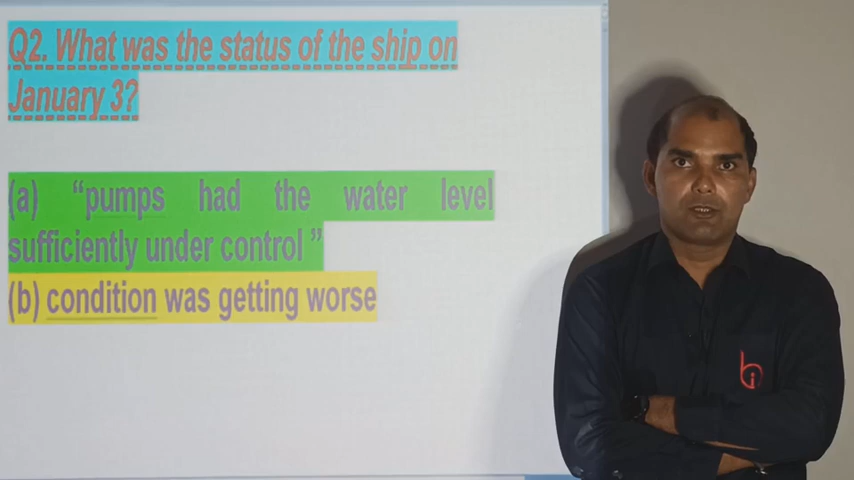 Q2. What was the status of the ship on
January 3?
(a) “pumps had the water level
sufficiently under control ”
(b) condition was getting worse